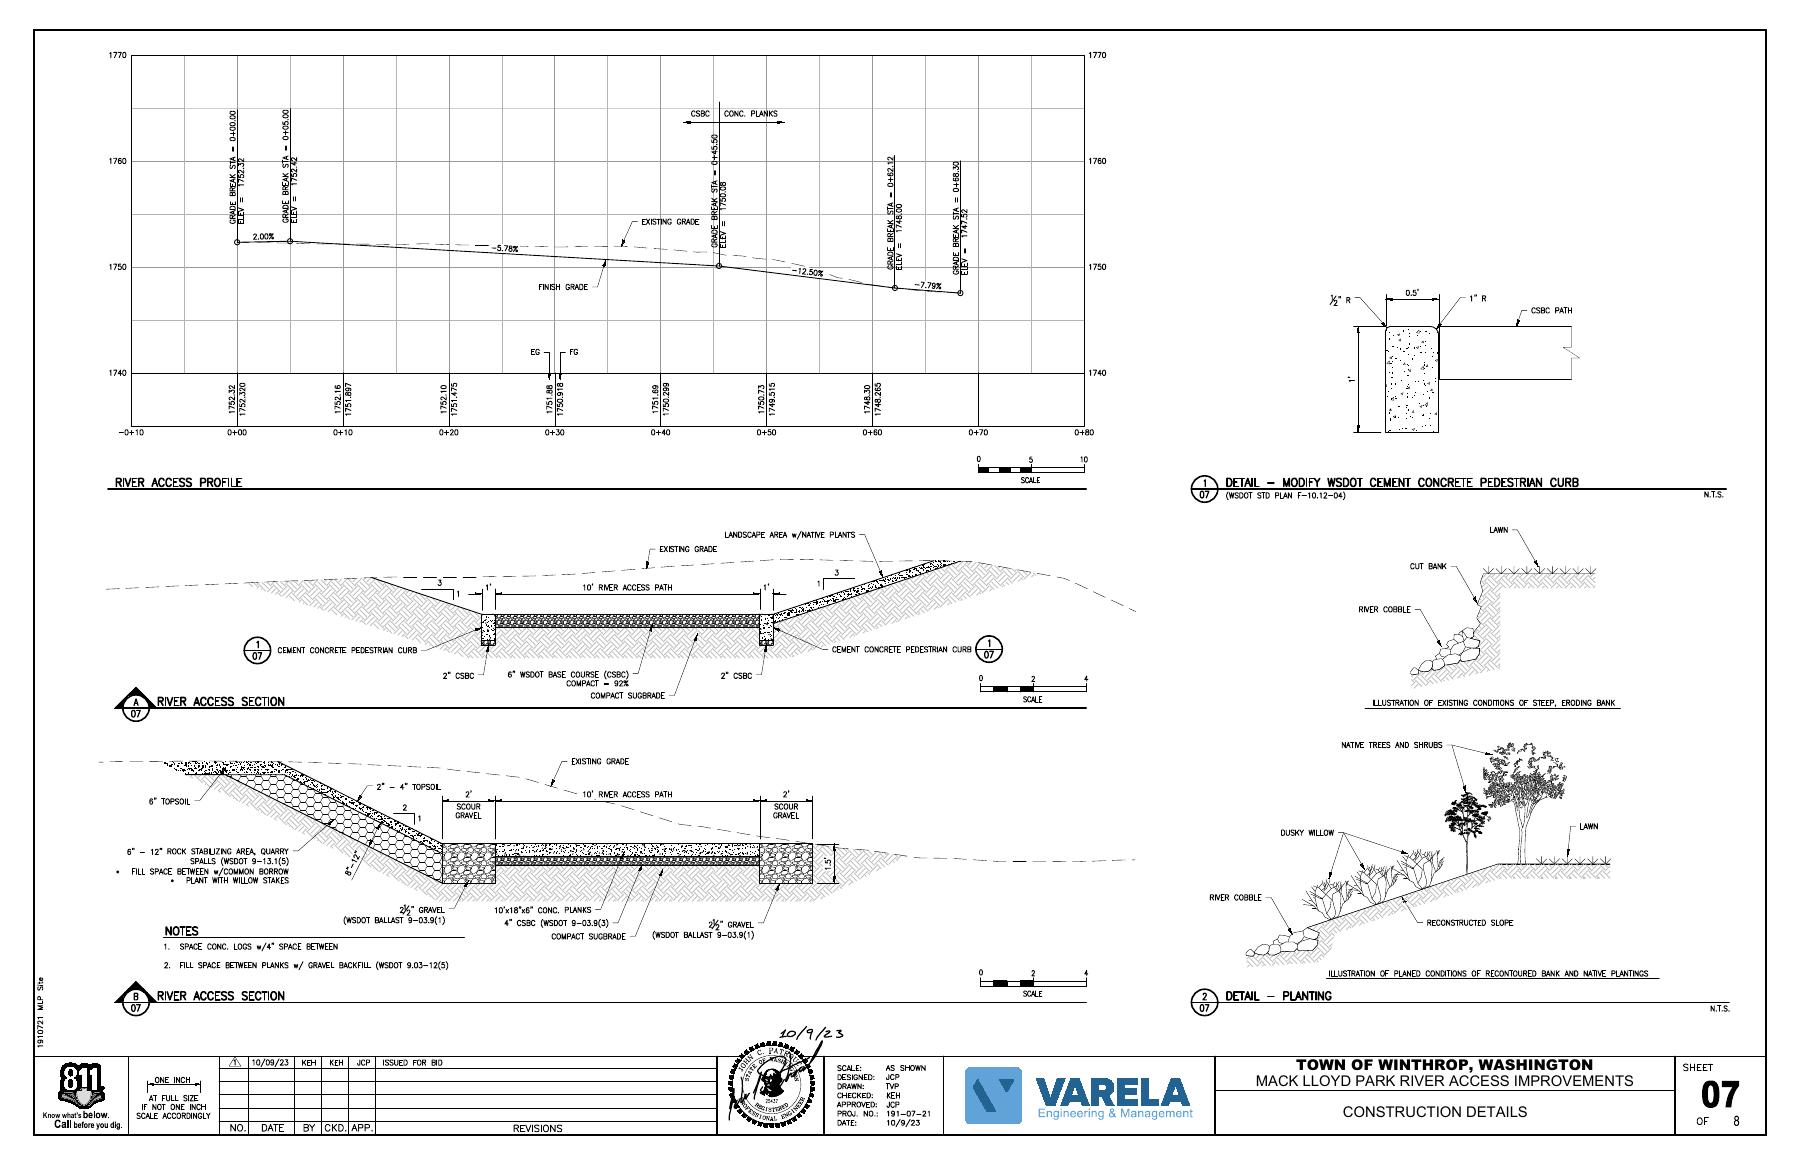 1770
1770
1760
1760
1750
1750
1740
1740
GRADE BREAK STA = 0+00.00
ELEV = 1752.32
GRADE BREAK STA = 0+05.00
ELEV = 1752.42
GRADE BREAK STA = 0+45.50
ELEV = 1750.08
GRADE BREAK STA = 0+62.12
ELEV = 1748.00
GRADE BREAK STA = 0+68.30
ELEV = 1747.52
CSBC
CONC. PLANKS
2.00%
-5.78%
-12.50%
-7.79%
EXISTING GRADE
FINISH GRADE
EG
FG
1752.32
1752.320
1752.16
1751.897
1752.10
1751.475
1751.88
1750.918
1751.69
1750.299
1750.73
1749.515
1748.30
1748.265
-0+10
0+00
0+10
0+20
0+30
0+40
0+50
0+60
0+70
0+80
0 5 10
SCALE
RIVER ACCESS PROFILE
½" R
0.5'
1" R
CSBC PATH
1'
1
07
DETAIL - MODIFY WSDOT CEMENT CONCRETE PEDESTRIAN CURB
(WSDOT STD PLAN F-10.12-04)
N.T.S.
LANDSCAPE AREA w/NATIVE PLANTS
EXISTING GRADE
3
1
1'
10' RIVER ACCESS PATH
1'
3
1
1
07
CEMENT CONCRETE PEDESTRIAN CURB
CEMENT CONCRETE PEDESTRIAN CURB
1
07
2" CSBC
6" WSDOT BASE COURSE (CSBC)
COMPACT - 92%
2" CSBC
COMPACT SUGBRADE
0 2 4
SCALE
A
07
RIVER ACCESS SECTION
LAWN
CUT BANK
RIVER COBBLE
ILLUSTRATION OF EXISTING CONDITIONS OF STEEP, ERODING BANK
EXISTING GRADE
6" TOPSOIL
2" - 4" TOPSOIL
2
1
2'
SCOUR
GRAVEL
10' RIVER ACCESS PATH
2'
SCOUR
GRAVEL
6" - 12" ROCK STABILIZING AREA, QUARRY
SPALLS (WSDOT 9-13.1(5)
• FILL SPACE BETWEEN w/COMMON BORROW
• PLANT WITH WILLOW STAKES
8"-12"
1.5'
2½" GRAVEL
(WSDOT BALLAST 9-03.9(1)
10'x18"x6" CONC. PLANKS
4" CSBC (WSDOT 9-03.9(3)
COMPACT SUGBRADE
2½" GRAVEL
(WSDOT BALLAST 9-03.9(1)
NOTES
1. SPACE CONC. LOGS w/4" SPACE BETWEEN
2. FILL SPACE BETWEEN PLANKS w/ GRAVEL BACKFILL (WSDOT 9.03-12(5)
0 2 4
SCALE
B
07
RIVER ACCESS SECTION
NATIVE TREES AND SHRUBS
DUSKY WILLOW
LAWN
RIVER COBBLE
RECONSTRUCTED SLOPE
ILLUSTRATION OF PLANED CONDITIONS OF RECONTOURED BANK AND NATIVE PLANTINGS
2
07
DETAIL - PLANTING
N.T.S.
1910721 MLP Site
811
Know what's below.
Call before you dig.
ONE INCH
AT FULL SIZE
IF NOT ONE INCH
SCALE ACCORDINGLY
1 10/09/23 KEH KEH JCP ISSUED FOR BID
NO. DATE BY CKD. APP. REVISIONS
10/9/23
STATE OF WASHINGTON
25437
REGISTERED
PROFESSIONAL ENGINEER
SCALE: AS SHOWN
DESIGNED: JCP
DRAWN: TVP
CHECKED: KEH
APPROVED: JCP
PROJ. NO.: 191-07-21
DATE: 10/9/23
VARELA
Engineering & Management
TOWN OF WINTHROP, WASHINGTON
MACK LLOYD PARK RIVER ACCESS IMPROVEMENTS
CONSTRUCTION DETAILS
SHEET
07
OF 8